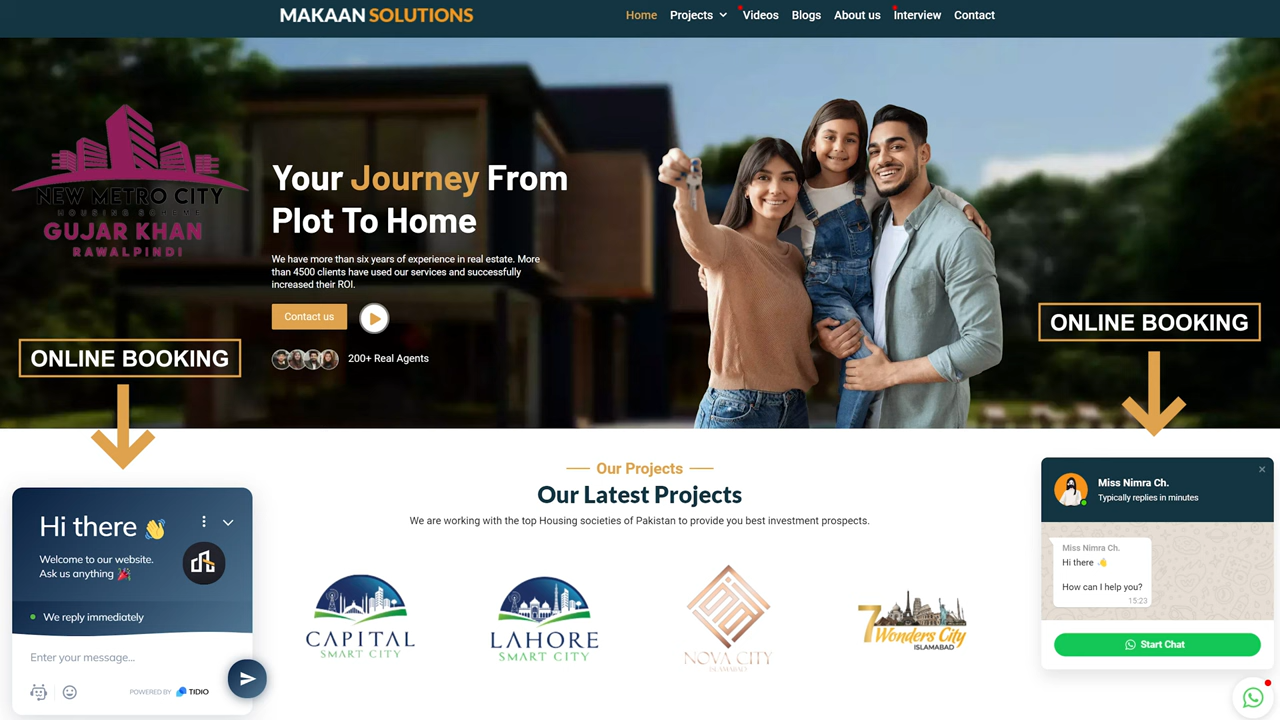 MAKAAN SOLUTIONS
Home Projects Videos Blogs About us Interview Contact
NEW METRO CITY
HOUSING SCHEME
GUJAR KHAN
RAWALPINDI
Your Journey From
Plot To Home
We have more than six years of experience in real estate. More
than 4500 clients have used our services and successfully
increased their ROI.
Contact us
200+ Real Agents
ONLINE BOOKING
ONLINE BOOKING
Our Projects
Our Latest Projects
We are working with the top Housing societies of Pakistan to provide you best investment prospects.
CAPITAL
SMART CITY
LAHORE
SMART CITY
NOVA CITY
ISLAMABAD
7 Wonders City
ISLAMABAD
Hi there
Welcome to our website.
Ask us anything
We reply immediately
Enter your message...
POWERED BY TIDIO
Miss Nimra Ch.
Typically replies in minutes
Miss Nimra Ch.
Hi there
How can I help you?
15:23
Start Chat